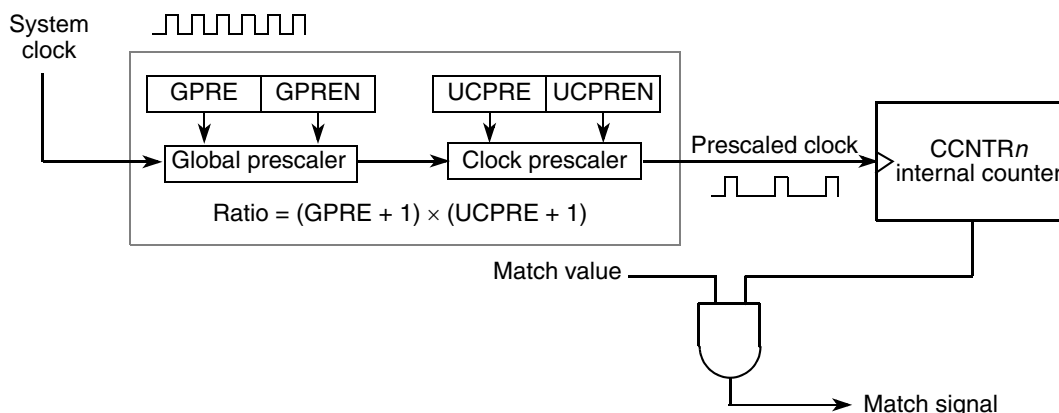 System
clock
GPRE GPREN
UCPRE UCPREN
Global prescaler
Clock prescaler
Prescaled clock
CCNTRn
internal counter
Ratio = (GPRE + 1) × (UCPRE + 1)
Match value
Match signal